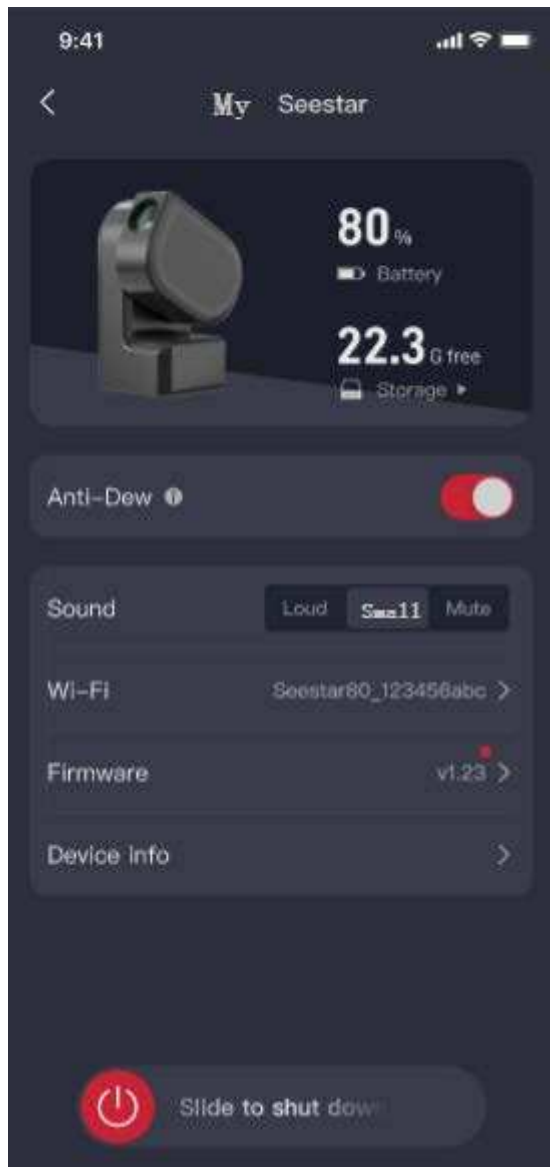 9:41
My Seestar
80 %
Battery
22.3 G free
Storage
Anti-Dew
Sound Loud Small Mute
Wi-Fi Seestar80_123456abc
Firmware v1.23
Device info
Slide to shut down